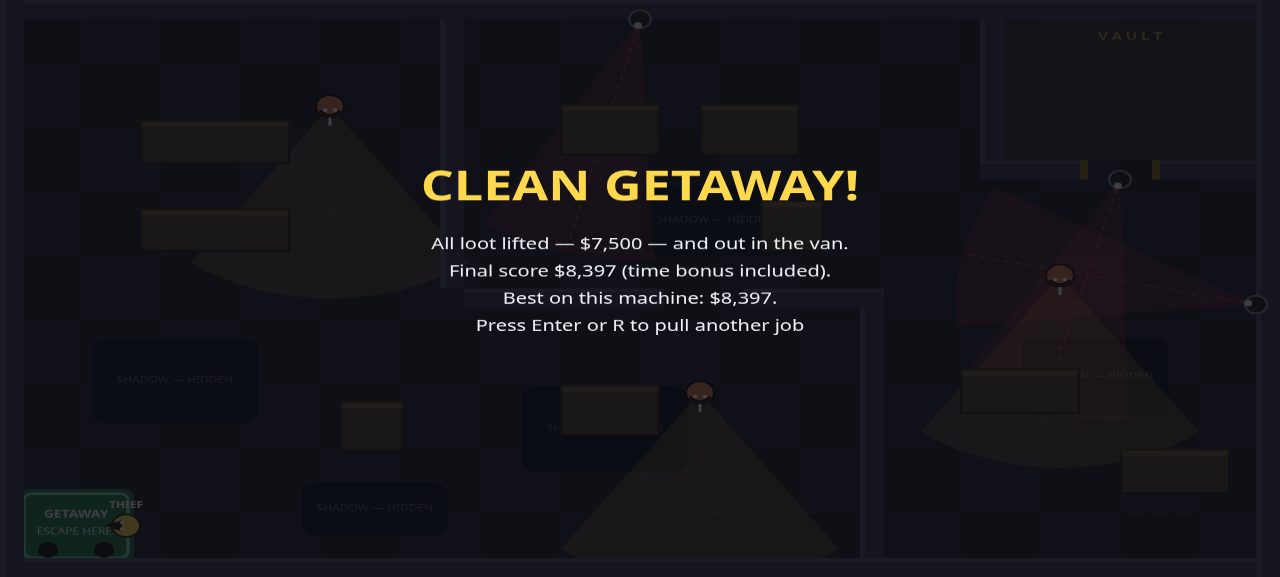 VAULT
SHADOW — HIDD
CLEAN GETAWAY!
All loot lifted — $7,500 — and out in the van.
Final score $8,397 (time bonus included).
Best on this machine: $8,397.
Press Enter or R to pull another job
SHADOW — HIDDEN
W — HIDDEN
SH
N
THIEF
GETAWAY
ESCAPE HERE
SHADOW — HIDDEN